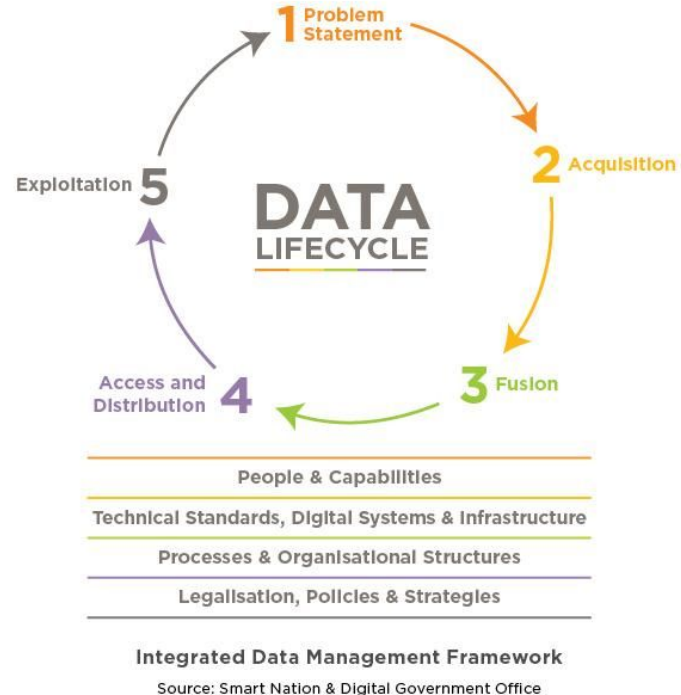 1 Problem
Statement
2 Acquisition
3 Fusion
Access and
Distribution 4
Exploitation 5
DATA
LIFECYCLE
People & Capabilities
Technical Standards, Digital Systems & Infrastructure
Processes & Organisational Structures
Legalisation, Policies & Strategies
Integrated Data Management Framework
Source: Smart Nation & Digital Government Office